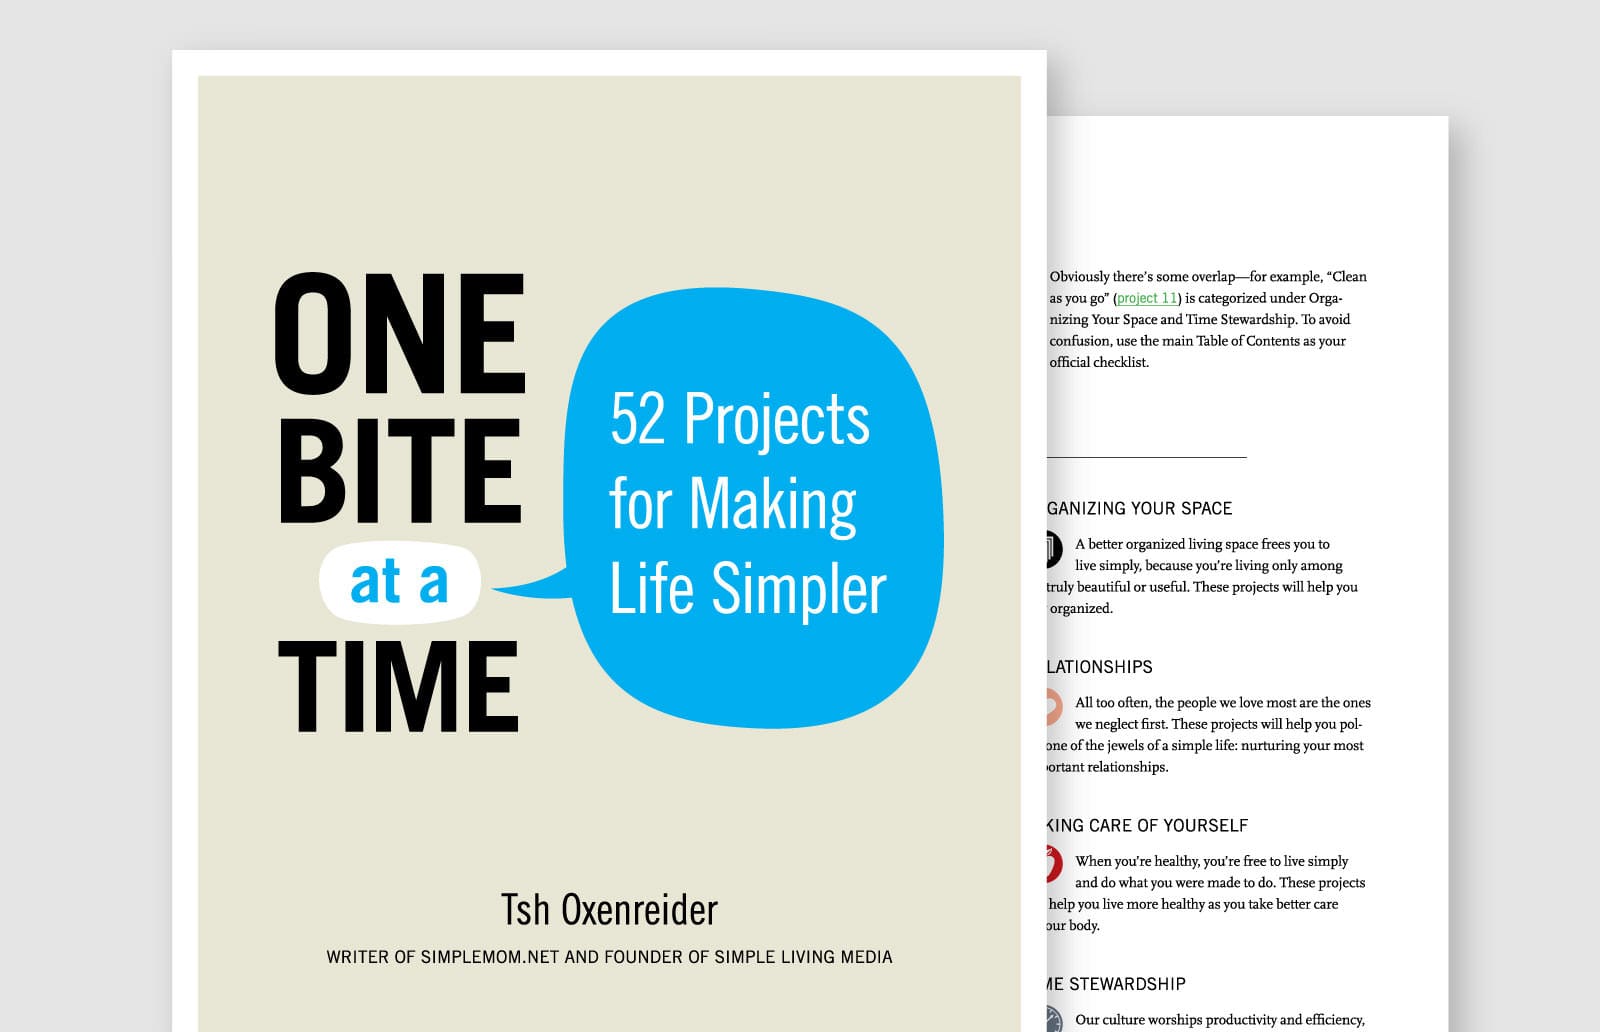 ONE
BITE
at a
TIME
52 Projects
for Making
Life Simpler
Tsh Oxenreider
WRITER OF SIMPLEMOM.NET AND FOUNDER OF SIMPLE LIVING MEDIA
Obviously there’s some overlap—for example, “Clean
as you go” (project 11) is categorized under Orga-
nizing Your Space and Time Stewardship. To avoid
confusion, use the main Table of Contents as your
official checklist.
GANIZING YOUR SPACE
A better organized living space frees you to
live simply, because you’re living only among
truly beautiful or useful. These projects will help you
organized.
LATIONSHIPS
All too often, the people we love most are the ones
we neglect first. These projects will help you pol-
one of the jewels of a simple life: nurturing your most
ortant relationships.
KING CARE OF YOURSELF
When you’re healthy, you’re free to live simply
and do what you were made to do. These projects
help you live more healthy as you take better care
our body.
ME STEWARDSHIP
Our culture worships productivity and efficiency,